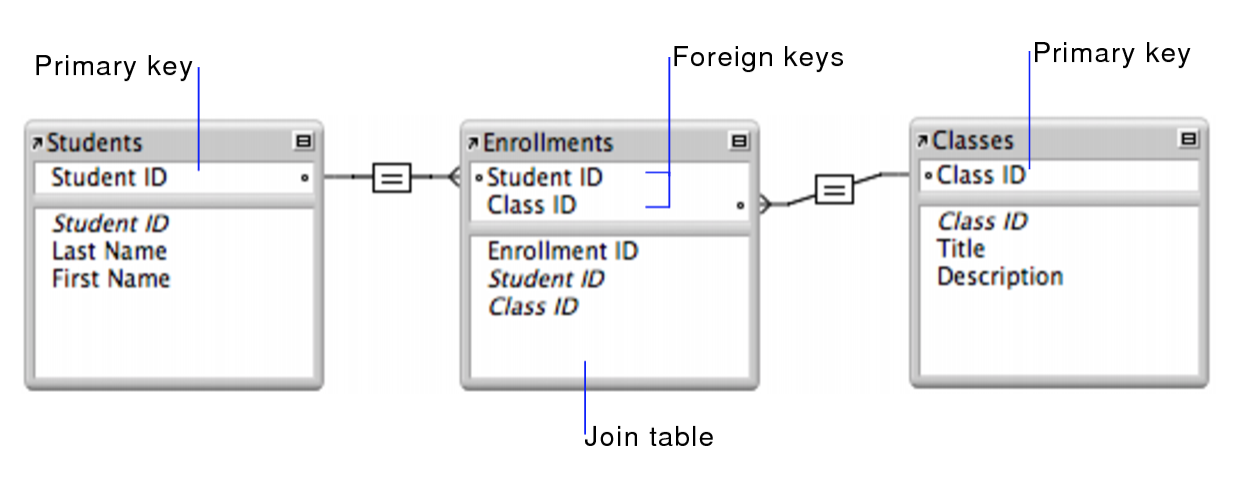 Primary key
Foreign keys
Primary key
Students
Student ID
Student ID
Last Name
First Name
Enrollments
Student ID
Class ID
Enrollment ID
Student ID
Class ID
Classes
Class ID
Class ID
Title
Description
Join table